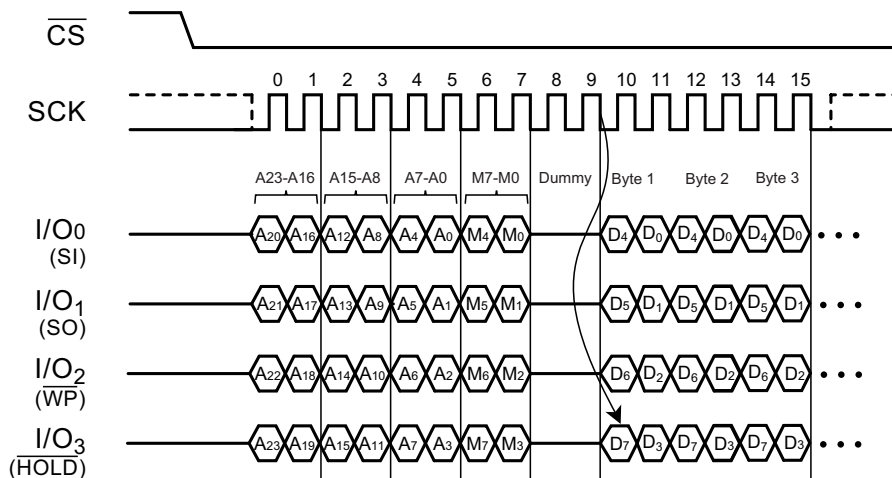 CS
0 1 2 3 4 5 6 7 8 9 10 11 12 13 14 15
SCK
A23-A16 A15-A8 A7-A0 M7-M0 Dummy Byte 1 Byte 2 Byte 3
I/O0 A20 A16 A12 A8 A4 A0 M4 M0 D4 D0 D4 D0 D4 D0 • • •
(SI)
I/O1 A21 A17 A13 A9 A5 A1 M5 M1 D5 D1 D5 D1 D5 D1 • • •
(SO)
I/O2 A22 A18 A14 A10 A6 A2 M6 M2 D6 D2 D6 D2 D6 D2 • • •
(WP)
I/O3 A23 A19 A15 A11 A7 A3 M7 M3 D7 D3 D7 D3 D7 D3 • • •
(HOLD)